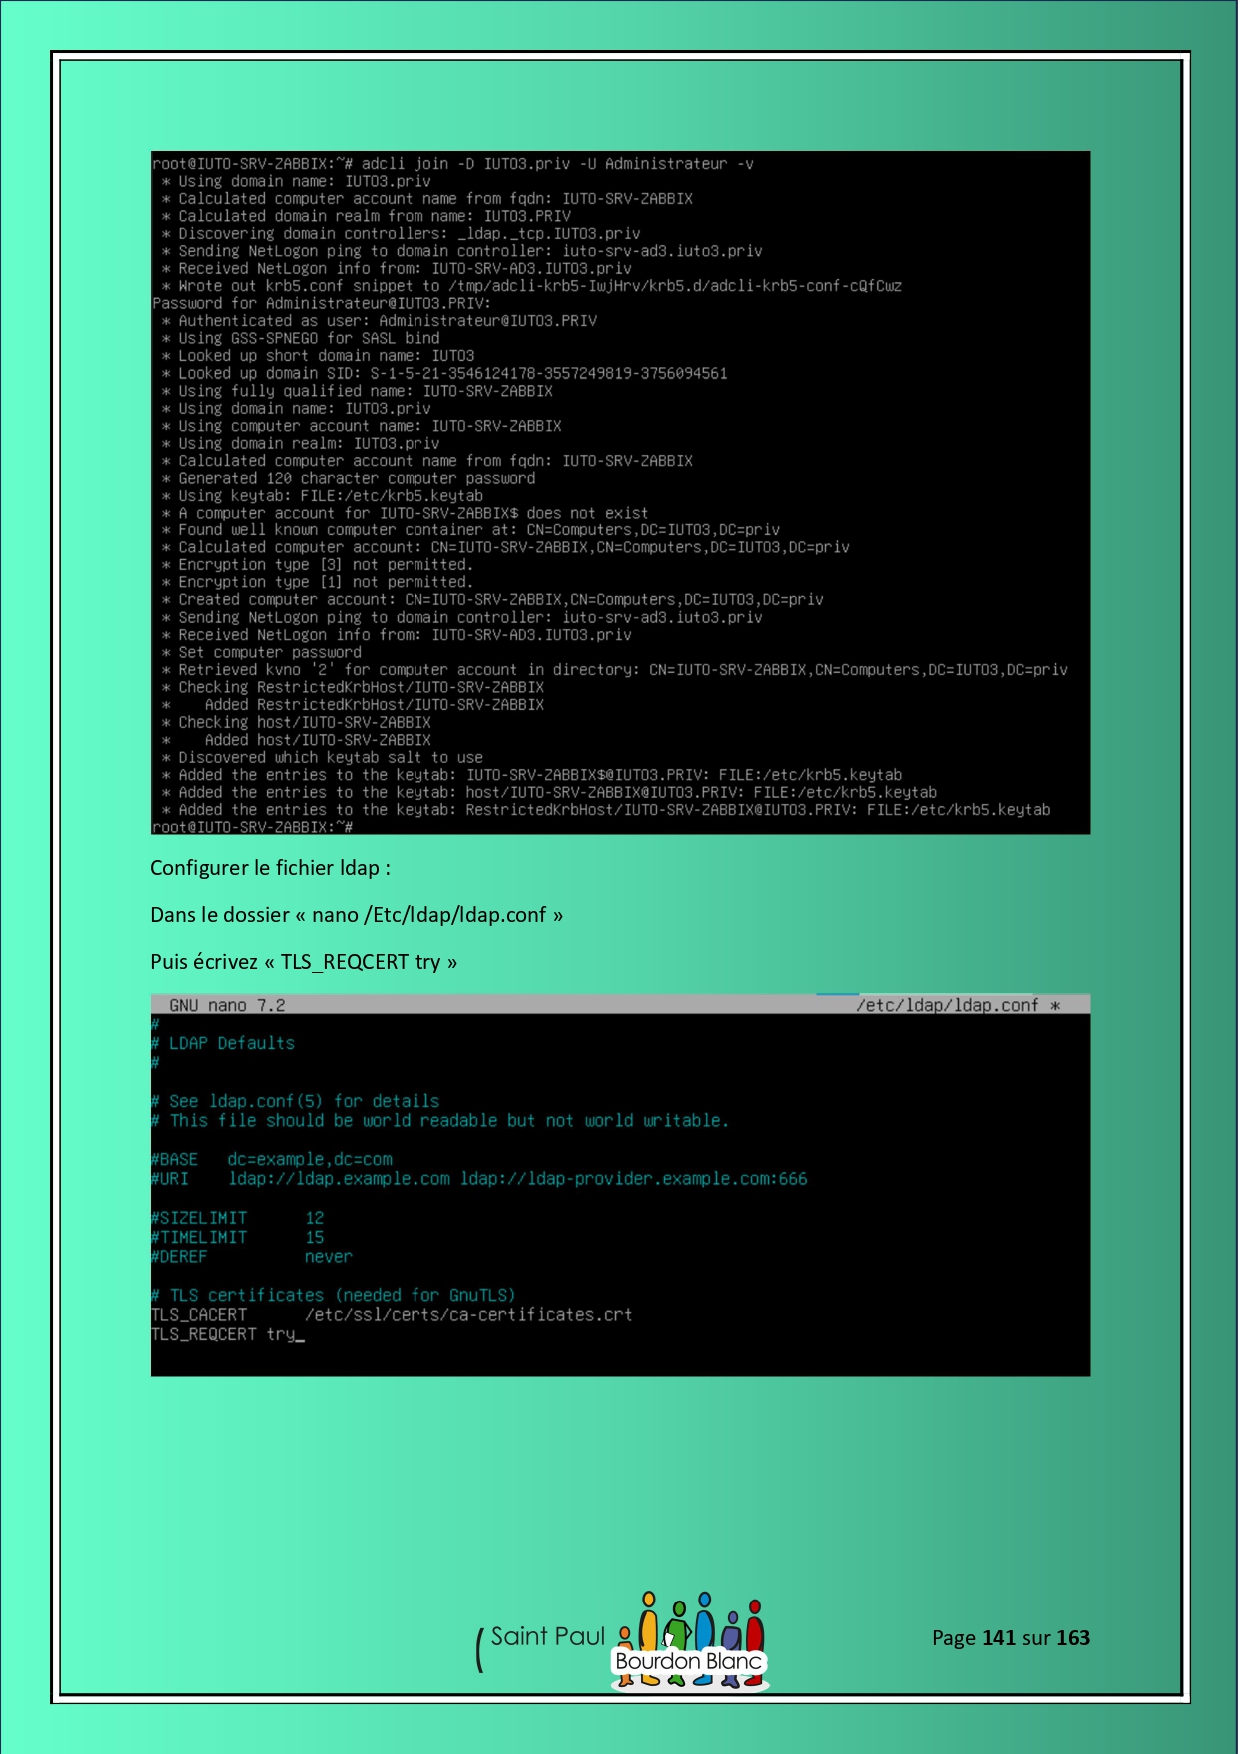 root@IUTO-SRV-ZABBIX:~# adcli join -D IUTO3.priv -U Administrateur -v
* Using domain name: IUTO3.priv
* Calculated computer account name from fqdn: IUTO-SRV-ZABBIX
* Calculated domain realm from name: IUTO3.PRIV
* Discovering domain controllers: _ldap._tcp.IUTO3.priv
* Sending NetLogon ping to domain controller: iuto-srv-ad3.iuto3.priv
* Received NetLogon info from: IUTO-SRV-AD3.IUTO3.priv
* Wrote out krb5.conf snippet to /tmp/adcli-krb5-IwjHrv/krb5.d/adcli-krb5-conf-cQfCwz
Password for Administrateur@IUTO3.PRIV:
* Authenticated as user: Administrateur@IUTO3.PRIV
* Using GSS-SPNEGO for SASL bind
* Looked up short domain name: IUTO3
* Looked up domain SID: S-1-5-21-3546124178-3557249819-3756094561
* Using fully qualified name: IUTO-SRV-ZABBIX
* Using domain name: IUTO3.priv
* Using computer account name: IUTO-SRV-ZABBIX
* Using domain realm: IUTO3.priv
* Calculated computer account name from fqdn: IUTO-SRV-ZABBIX
* Generated 120 character computer password
* Using keytab: FILE:/etc/krb5.keytab
* A computer account for IUTO-SRV-ZABBIX$ does not exist
* Found well known computer container at: CN=Computers,DC=IUTO3,DC=priv
* Calculated computer account: CN=IUTO-SRV-ZABBIX,CN=Computers,DC=IUTO3,DC=priv
* Encryption type [3] not permitted.
* Encryption type [1] not permitted.
* Created computer account: CN=IUTO-SRV-ZABBIX,CN=Computers,DC=IUTO3,DC=priv
* Sending NetLogon ping to domain controller: iuto-srv-ad3.iuto3.priv
* Received NetLogon info from: IUTO-SRV-AD3.IUTO3.priv
* Set computer password
* Retrieved kvno '2' for computer account in directory: CN=IUTO-SRV-ZABBIX,CN=Computers,DC=IUTO3,DC=priv
* Checking RestrictedKrbHost/IUTO-SRV-ZABBIX
*    Added RestrictedKrbHost/IUTO-SRV-ZABBIX
* Checking host/IUTO-SRV-ZABBIX
*    Added host/IUTO-SRV-ZABBIX
* Discovered which keytab salt to use
* Added the entries to the keytab: IUTO-SRV-ZABBIX$@IUTO3.PRIV: FILE:/etc/krb5.keytab
* Added the entries to the keytab: host/IUTO-SRV-ZABBIX@IUTO3.PRIV: FILE:/etc/krb5.keytab
* Added the entries to the keytab: RestrictedKrbHost/IUTO-SRV-ZABBIX@IUTO3.PRIV: FILE:/etc/krb5.keytab
root@IUTO-SRV-ZABBIX:~#
Configurer le fichier ldap :
Dans le dossier « nano /Etc/ldap/ldap.conf »
Puis écrivez « TLS_REQCERT try »
GNU nano 7.2 /etc/ldap/ldap.conf *
#
# LDAP Defaults
#
# See ldap.conf(5) for details
# This file should be world readable but not world writable.
#BASE dc=example,dc=com
#URI ldap://ldap.example.com ldap://ldap-provider.example.com:666
#SIZELIMIT 12
#TIMELIMIT 15
#DEREF never
# TLS certificates (needed for GnuTLS)
TLS_CACERT /etc/ssl/certs/ca-certificates.crt
TLS_REQCERT try_
Saint Paul
Bourdon Blanc
Page 141 sur 163